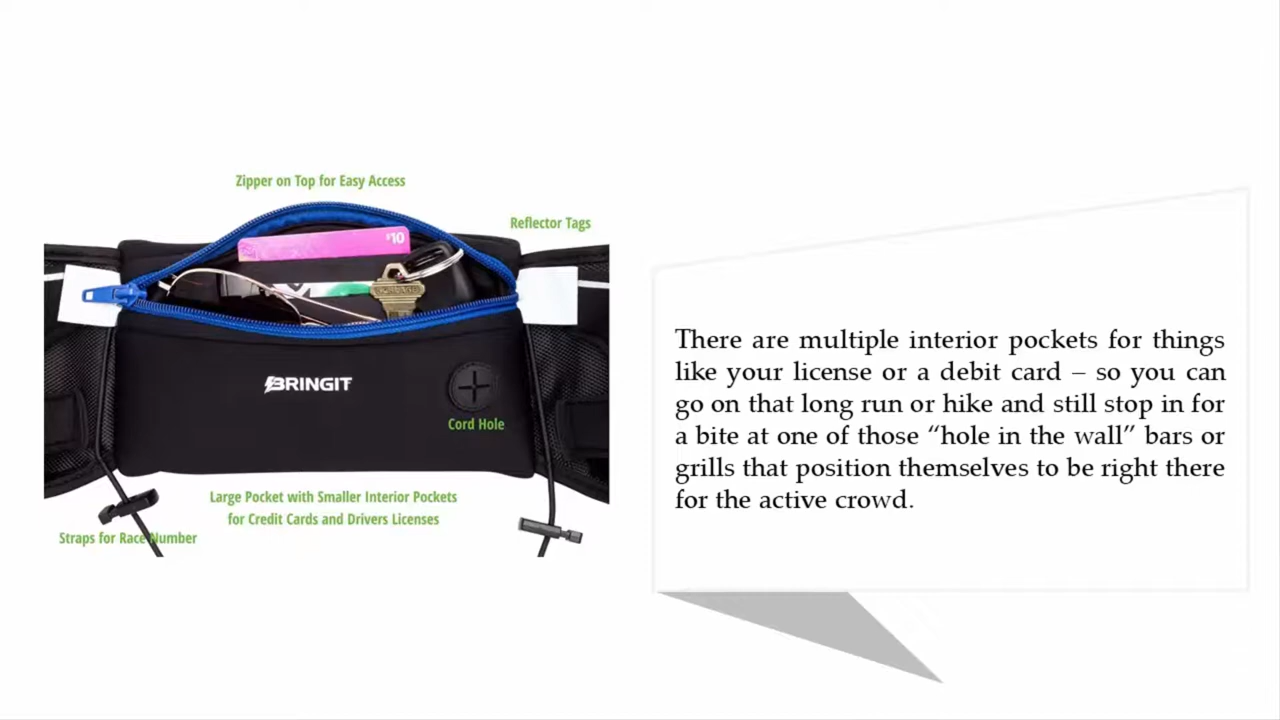 Zipper on Top for Easy Access
Reflector Tags
$10
BRINGIT
Cord Hole
Large Pocket with Smaller Interior Pockets
for Credit Cards and Drivers Licenses
Straps for Race Number
There are multiple interior pockets for things
like your license or a debit card – so you can
go on that long run or hike and still stop in for
a bite at one of those “hole in the wall” bars or
grills that position themselves to be right there
for the active crowd.